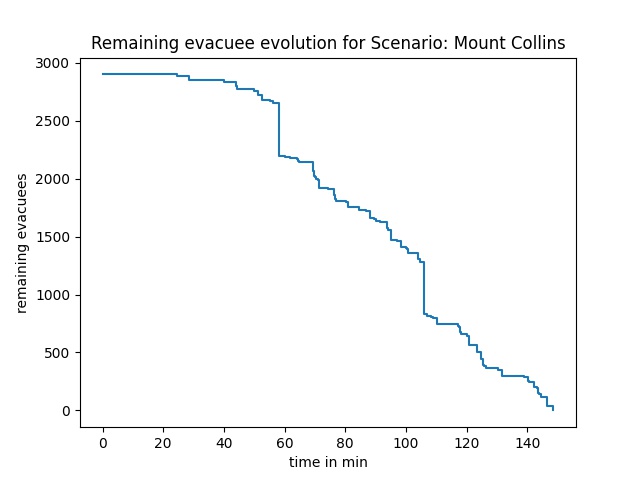 Remaining evacuee evolution for Scenario: Mount Collins
3000
2500
2000
1500
1000
500
0
remaining evacuees
0 20 40 60 80 100 120 140
time in min